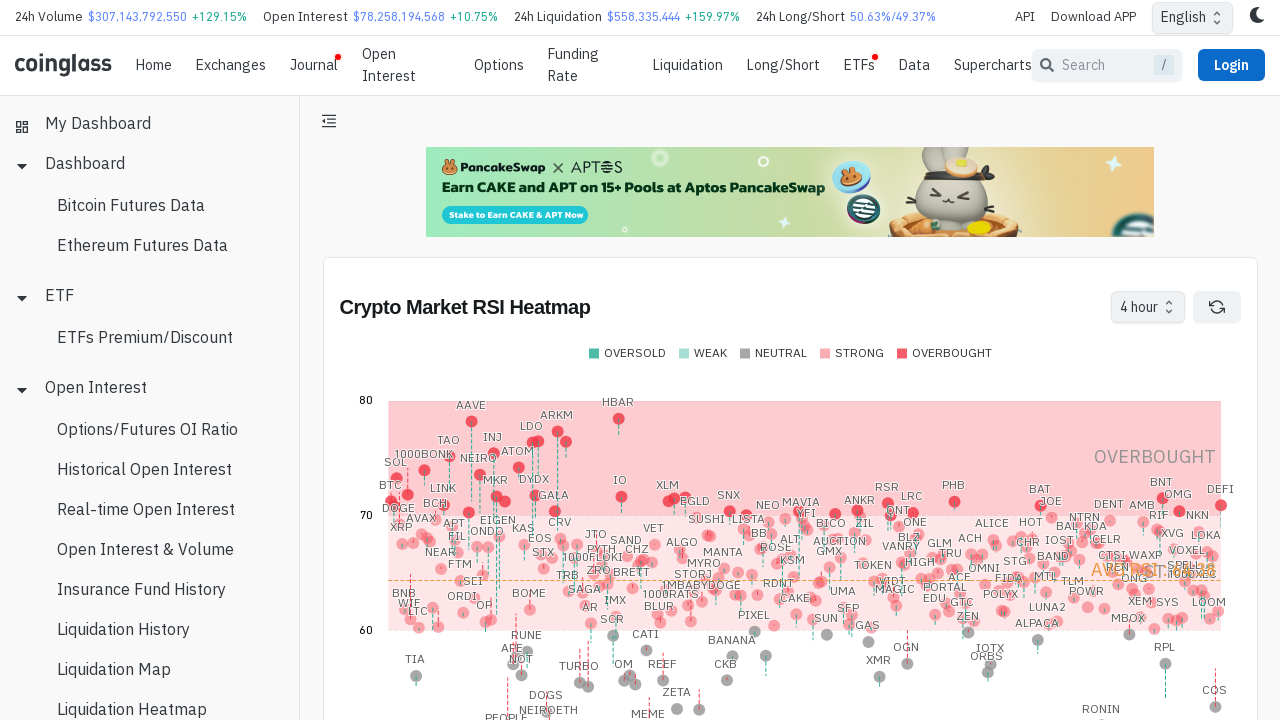 24h Volume $307,143,792,550 +129.15% Open Interest $78,258,194,568 +10.75% 24h Liquidation $558,335,444 +159.97% 24h Long/Short 50.63%/49.37% API Download APP English
coinglass Home Exchanges Journal Open Interest Options Funding Rate Liquidation Long/Short ETFs Data Supercharts Search / Login
My Dashboard
Dashboard
Bitcoin Futures Data
Ethereum Futures Data
ETF
ETFs Premium/Discount
Open Interest
Options/Futures OI Ratio
Historical Open Interest
Real-time Open Interest
Open Interest & Volume
Insurance Fund History
Liquidation History
Liquidation Map
Liquidation Heatmap
PancakeSwap X APTOS
Earn CAKE and APT on 15+ Pools at Aptos PancakeSwap
Stake to Earn CAKE & APT Now
Crypto Market RSI Heatmap
4 hour
OVERSOLD WEAK NEUTRAL STRONG OVERBOUGHT
80
HBAR
AAVE
ARKM
LDO
INJ
TAO
ATOM
1000BONK
NEIRO
SOL
OVERBOUGHT
MKR
DYDX
IO
XLM
BTC
LINK
GALA
SNX
RSR
PHB
BAT
BNT
DEFI
DOGE
BCH
BGLD
NEO
MAVIA
ANKR
LRC
JOE
DENT
AMB
OMG
70
XRP
AVAX
APT
EIGEN
CRV
SUSHI
LISTA
YFI
BICO
ZIL
ONT
ONE
ALICE
HOT
NTRN
RIF
NKN
FIL
ONDO
KAS
EOS
JTO
VET
BB
BAL
KDA
XVG
LOKA
NEAR
STX
PYTH
SAND
CHZ
ALGO
MANTA
ROSE
ALT
AUCTION
GMX
BLZ
VANRY
GLM
ACH
CHR
IOST
CELR
VOXEL
FTM
1000FLOKI
ZRO
BRETT
MYRO
KSM
TOKEN
HIGH
TRU
OMNI
STG
BAND
CTSI
WAXP
SEI
TRB
STORJ
RDNT
VIDT
ACE
FIDA
MTL
TLM
REN
ONG
SPELL
1000XEC
BNB
WIF
LTC
ORDI
OP
BOME
SAGA
AR
IMX
1MBABYDOGE
1000RATS
BLUR
CAKE
UMA
MAGIC
PORTAL
EDU
GTC
POLYX
POWR
XEM
SYS
LOOM
60
SCR
PIXEL
SUN
SFP
GAS
ZEN
LUNA2
ALPACA
MBOX
TIA
RUNE
APE
NOT
CATI
BANANA
OGN
IOTX
ORBS
RPL
TURBO
OM
REEF
CKB
XMR
DOGS
ZETA
COS
NEIROETH
PEOPLE
MEME
RONIN